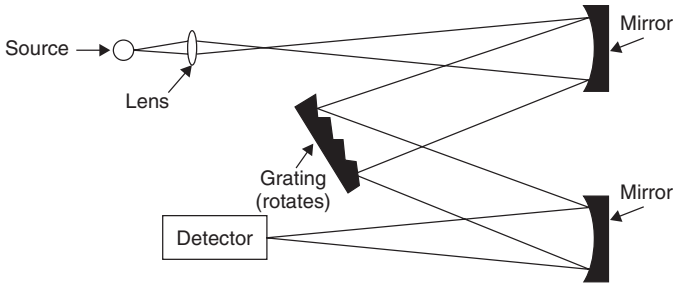 Source
Lens
Mirror
Grating
(rotates)
Mirror
Detector